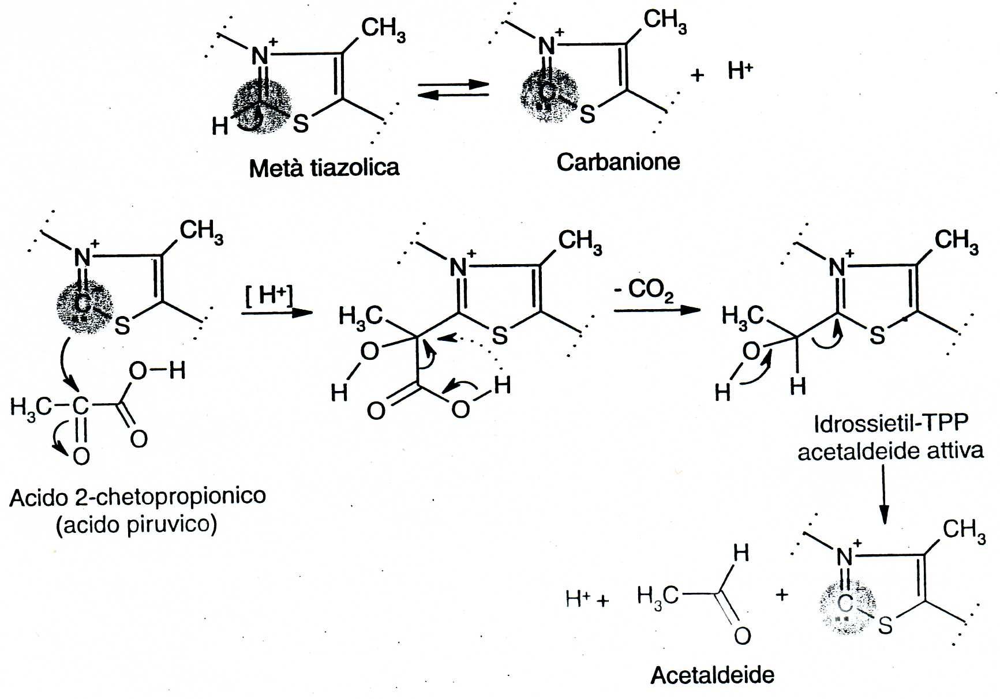 CH₃
N⁺
H
S
Metà tiazolica
CH₃
N⁺
C
S
+ H⁺
Carbanione
CH₃
N⁺
C
S
O–H
H₃C–C
O
O
Acido 2-chetopropionico
(acido piruvico)
[ H⁺]
CH₃
N⁺
H₃C
S
O
H
H
O
O
- CO₂
CH₃
N⁺
H₃C
S
O
H
H
Idrossietil-TPP
acetaldeide attiva
H⁺ +
H
H₃C
O
Acetaldeide
+
CH₃
N⁺
C
S